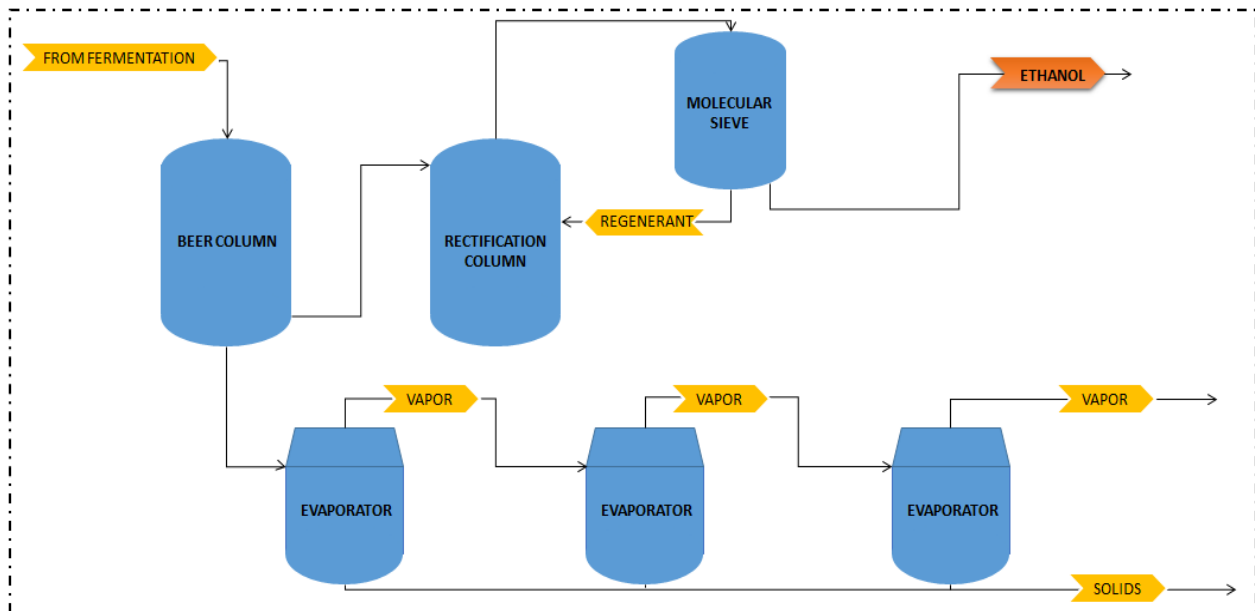 FROM FERMENTATION
ETHANOL
MOLECULAR
SIEVE
REGENERANT
BEER COLUMN
RECTIFICATION
COLUMN
VAPOR
VAPOR
VAPOR
EVAPORATOR
EVAPORATOR
EVAPORATOR
SOLIDS